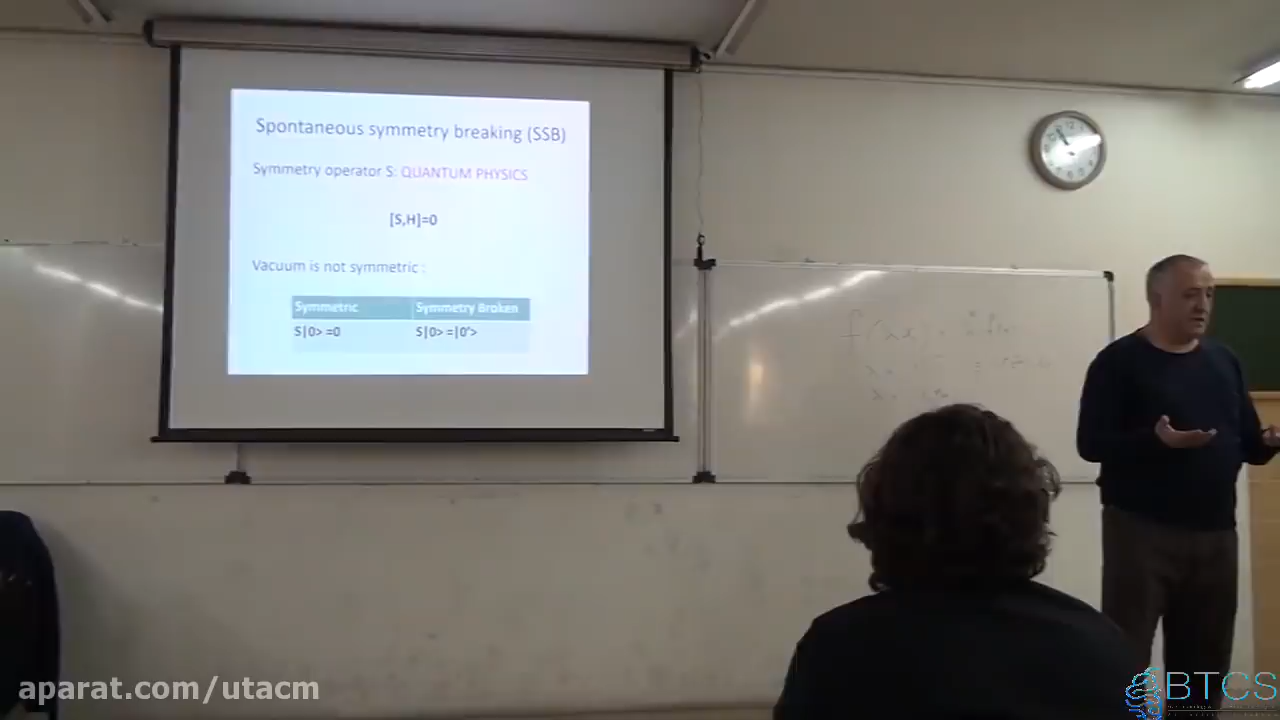 Spontaneous symmetry breaking (SSB)
Symmetry operator S: QUANTUM PHYSICS
[S,H]=0
Vacuum is not symmetric :
Symmetric Symmetry Broken
S|0> =0 S|0> =|0'>
aparat.com/utacm
BTCS